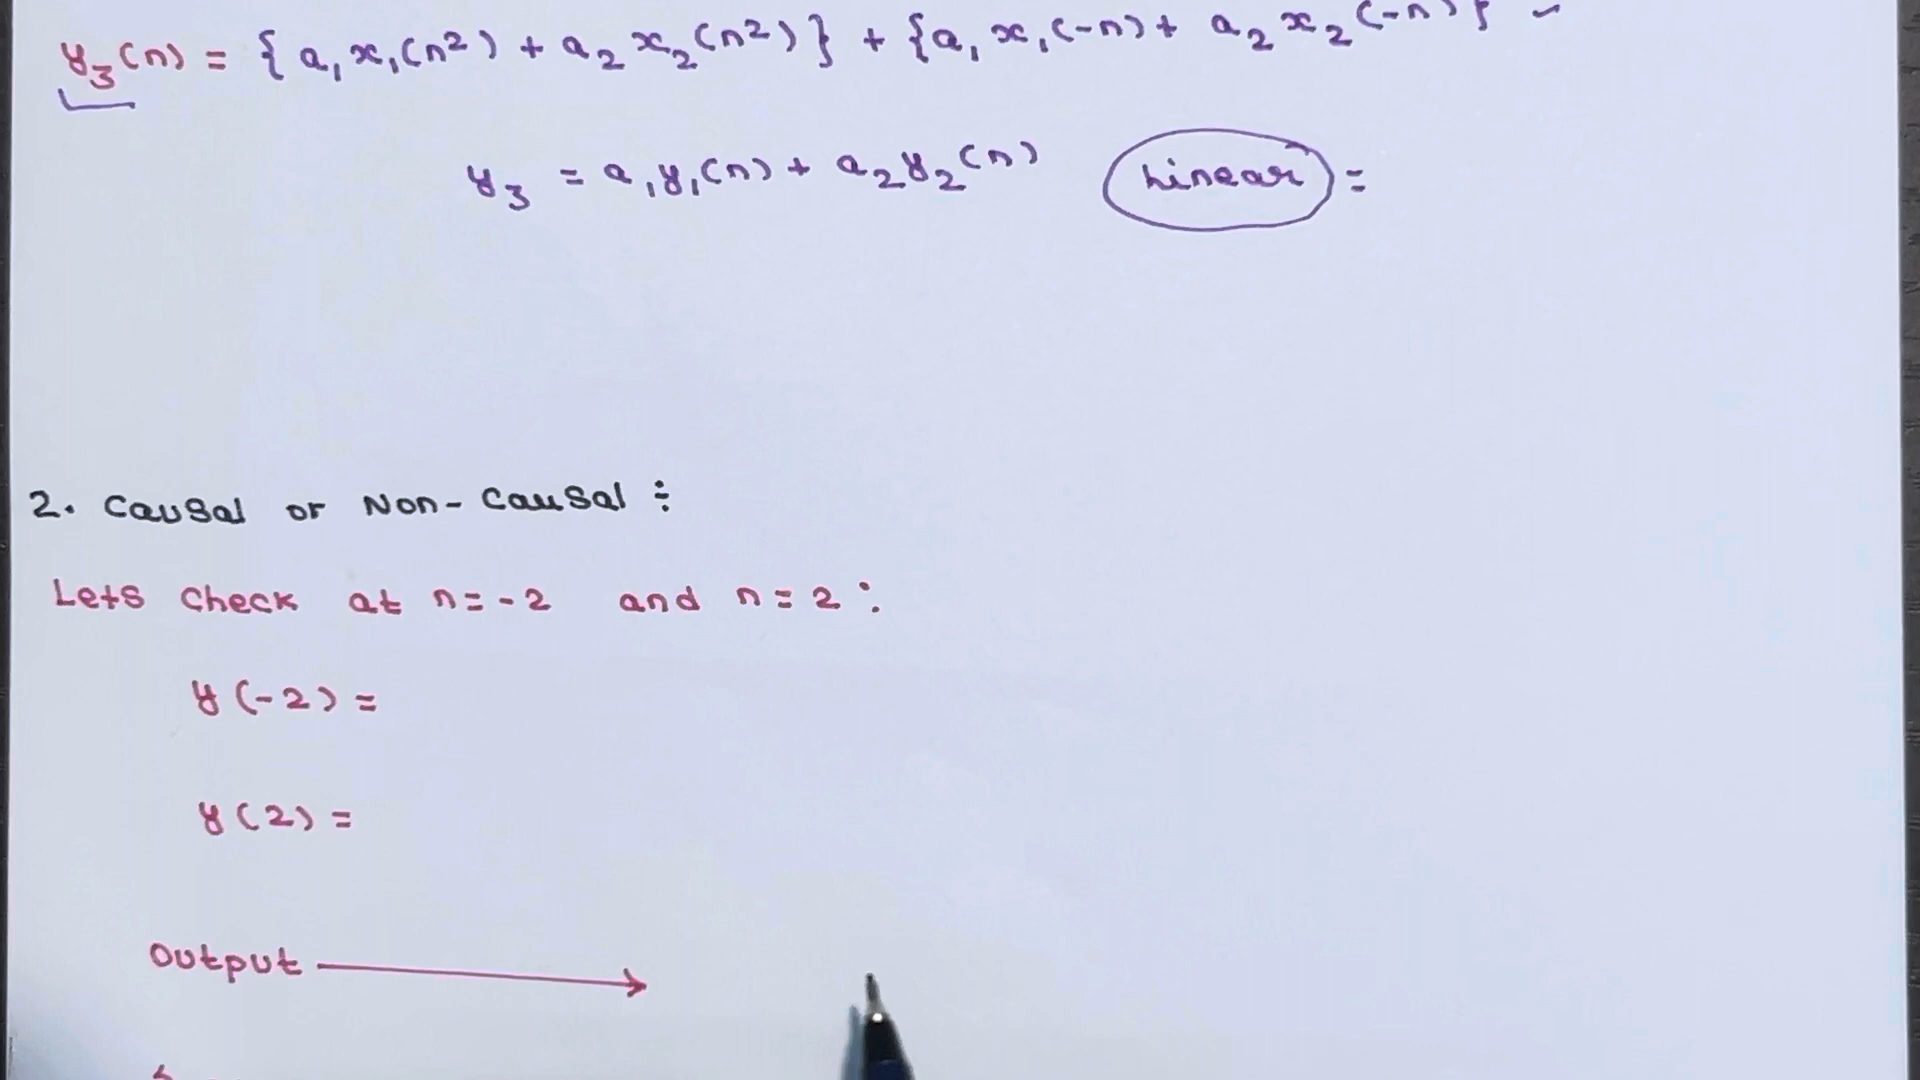 y₃(n) = {a₁x₁(n²) + a₂x₂(n²)} + {a₁x₁(-n) + a₂x₂(-n)}
y₃ = a₁y₁(n) + a₂y₂(n) Linear =
2. Causal or Non-Causal :
Lets check at n=-2 and n=2 :
y(-2) =
y(2) =
Output →